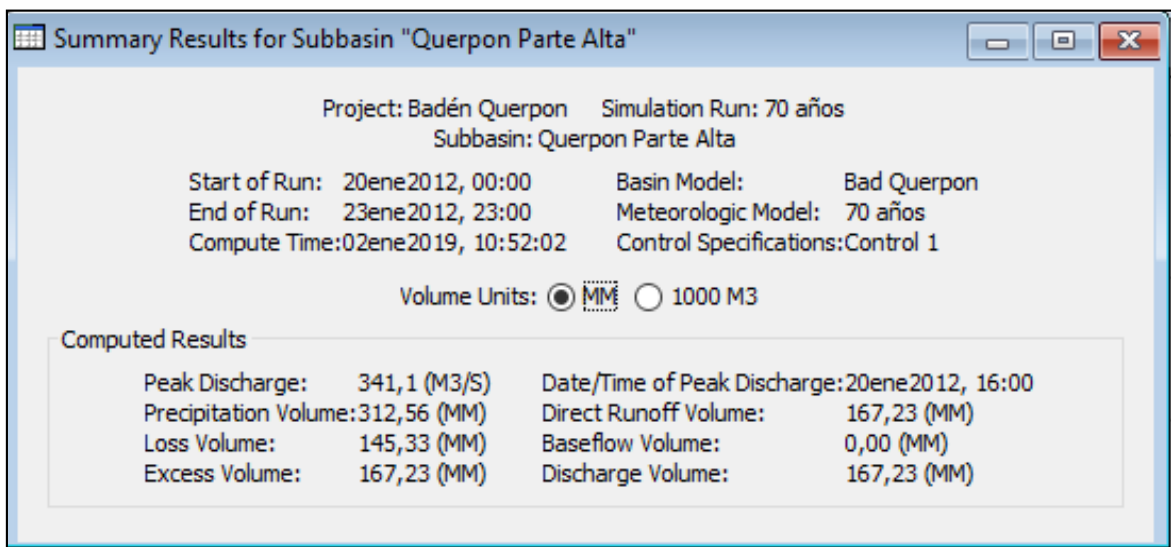 Summary Results for Subbasin "Querpon Parte Alta"
Project: Badén Querpon Simulation Run: 70 años
Subbasin: Querpon Parte Alta
Start of Run: 20ene2012, 00:00 Basin Model: Bad Querpon
End of Run: 23ene2012, 23:00 Meteorologic Model: 70 años
Compute Time:02ene2019, 10:52:02 Control Specifications:Control 1
Volume Units: MM 1000 M3
Computed Results
Peak Discharge: 341,1 (M3/S) Date/Time of Peak Discharge:20ene2012, 16:00
Precipitation Volume:312,56 (MM) Direct Runoff Volume: 167,23 (MM)
Loss Volume: 145,33 (MM) Baseflow Volume: 0,00 (MM)
Excess Volume: 167,23 (MM) Discharge Volume: 167,23 (MM)